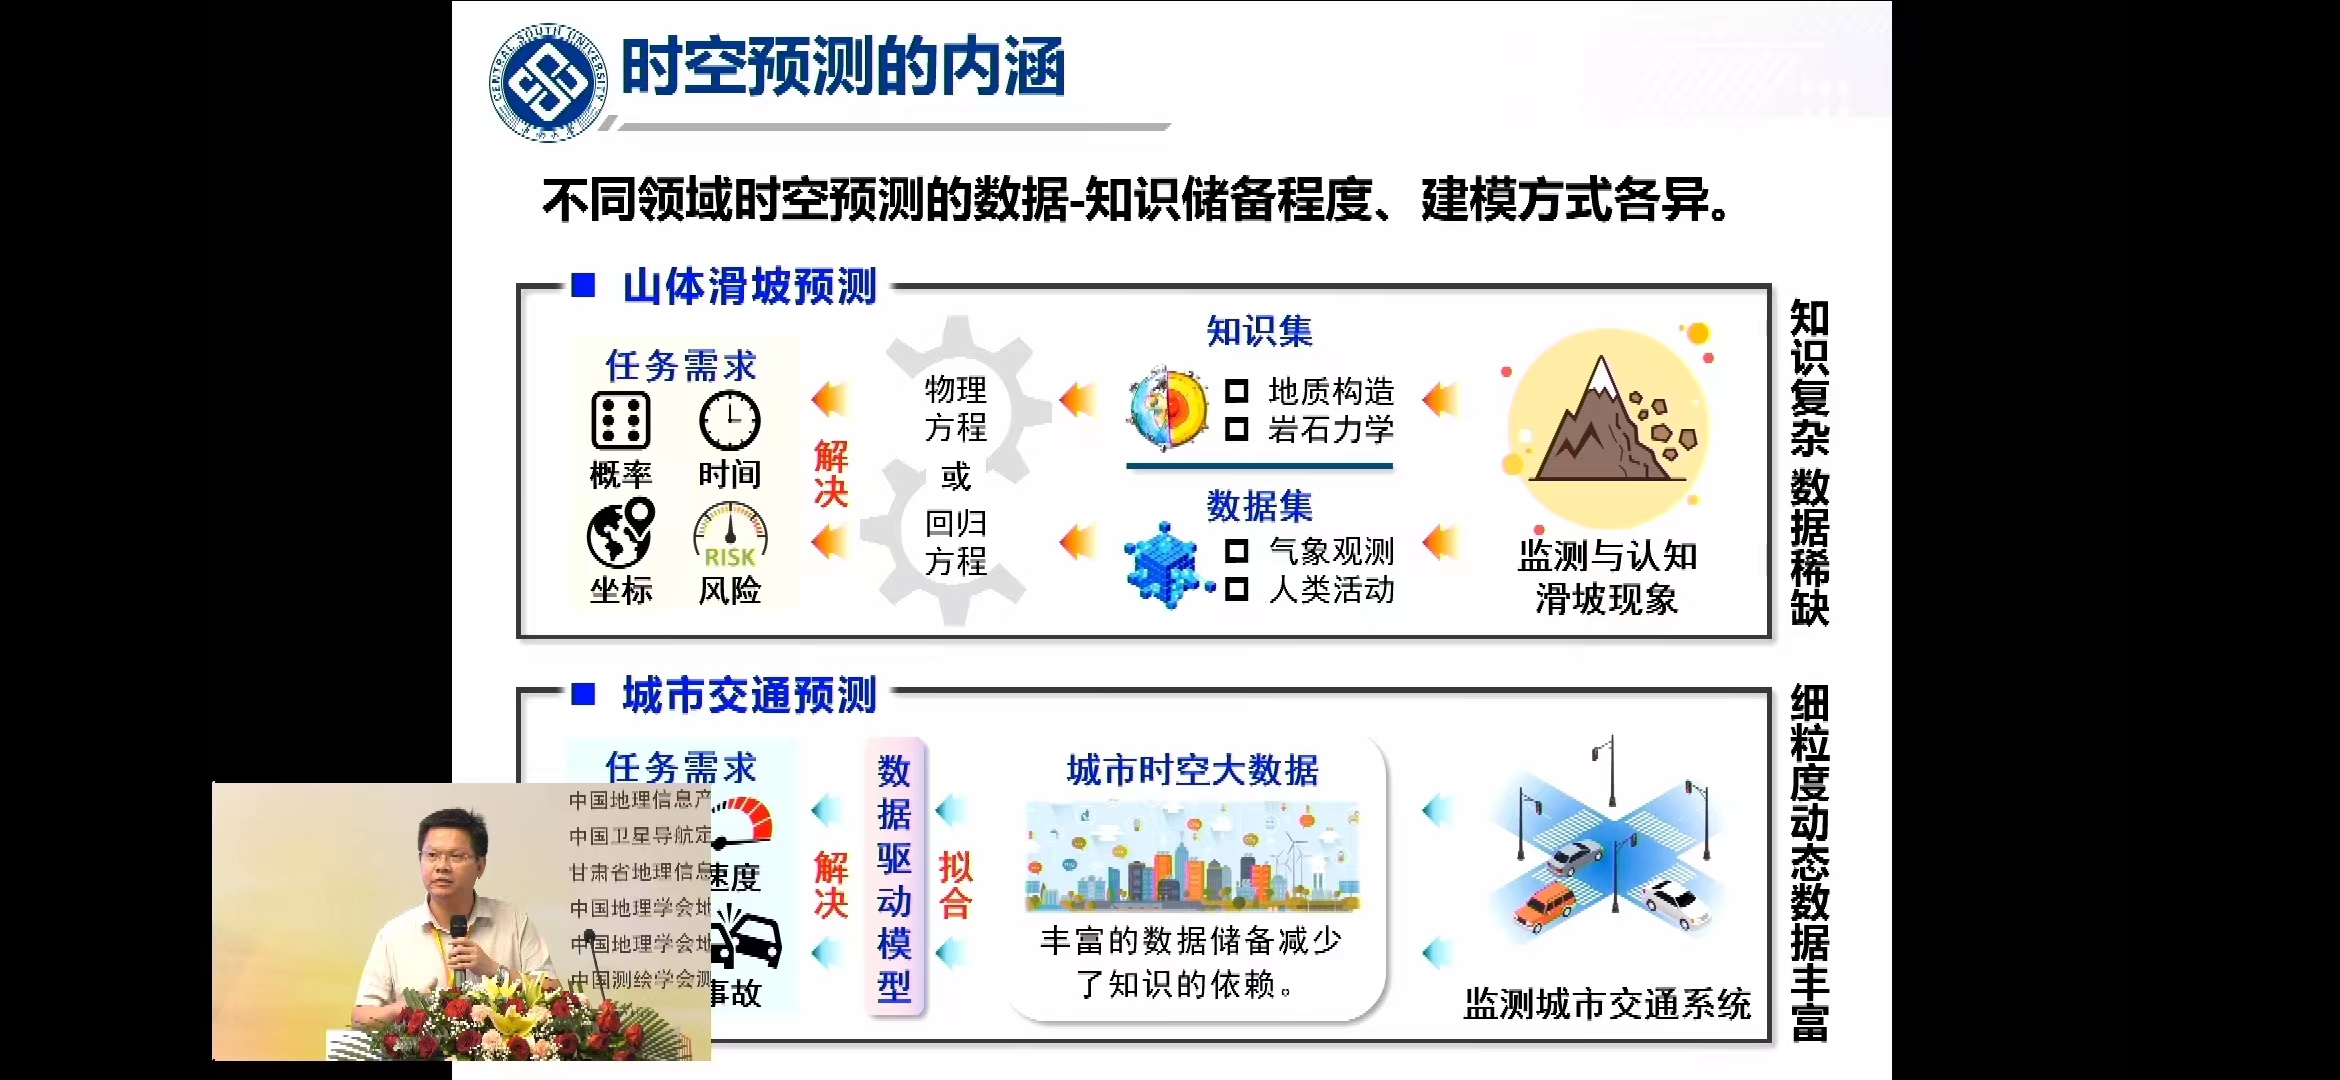 CENTRAL SOUTH UNIVERSITY
时空预测的内涵
不同领域时空预测的数据-知识储备程度、建模方式各异。
山体滑坡预测
任务需求
概率
时间
坐标
RISK
风险
解决
物理
方程
或
回归
方程
知识集
地质构造
岩石力学
数据集
气象观测
人类活动
监测与认知
滑坡现象
知识复杂 数据稀缺
城市交通预测
任务需求
速度
事故
解决
数据驱动模型
拟合
城市时空大数据
丰富的数据储备减少
了知识的依赖。
监测城市交通系统
细粒度动态数据丰富
中国地理信息产
中国卫星导航定
甘肃省地理信息
中国地理学会地
中国地理学会地
中国测绘学会测